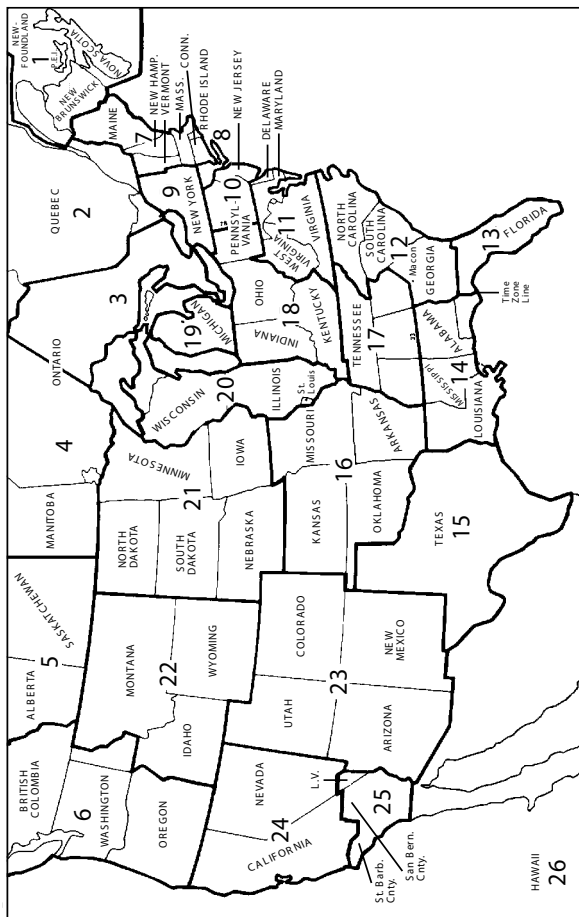 BRITISH
COLOMBIA
ALBERTA
5
SASKATCHEWAN
MANITOBA
4
ONTARIO
3
QUEBEC
2
NEW-
FOUNDLAND
1
P.E.I.
NOVA SCOTIA
NEW
BRUNSWICK
6
WASHINGTON
OREGON
IDAHO
MONTANA
22
WYOMING
NORTH
DAKOTA
SOUTH
DAKOTA
21
NEBRASKA
MINNESOTA
IOWA
WISCONSIN
20
ILLINOIS
St.
Louis
19
MICHIGAN
MAINE
7
NEW HAMP.
VERMONT
MASS.
CONN.
RHODE ISLAND
8
NEW JERSEY
DELAWARE
MARYLAND
9
NEW YORK
10
PENNSYL-
VANIA
11
WEST
VIRGINIA
VIRGINIA
OHIO
18
INDIANA
KENTUCKY
NEVADA
24
CALIFORNIA
L.V.
25
St. Barb.
Cnty.
San Bern.
Cnty.
UTAH
COLORADO
23
ARIZONA
NEW
MEXICO
KANSAS
MISSOURI
16
OKLAHOMA
ARKANSAS
TEXAS
15
TENNESSEE
17
NORTH
CAROLINA
SOUTH
CAROLINA
12
Macon
GEORGIA
MISSISSIPPI
ALABAMA
14
LOUISIANA
Time
Zone
Line
13
FLORIDA
HAWAII
26